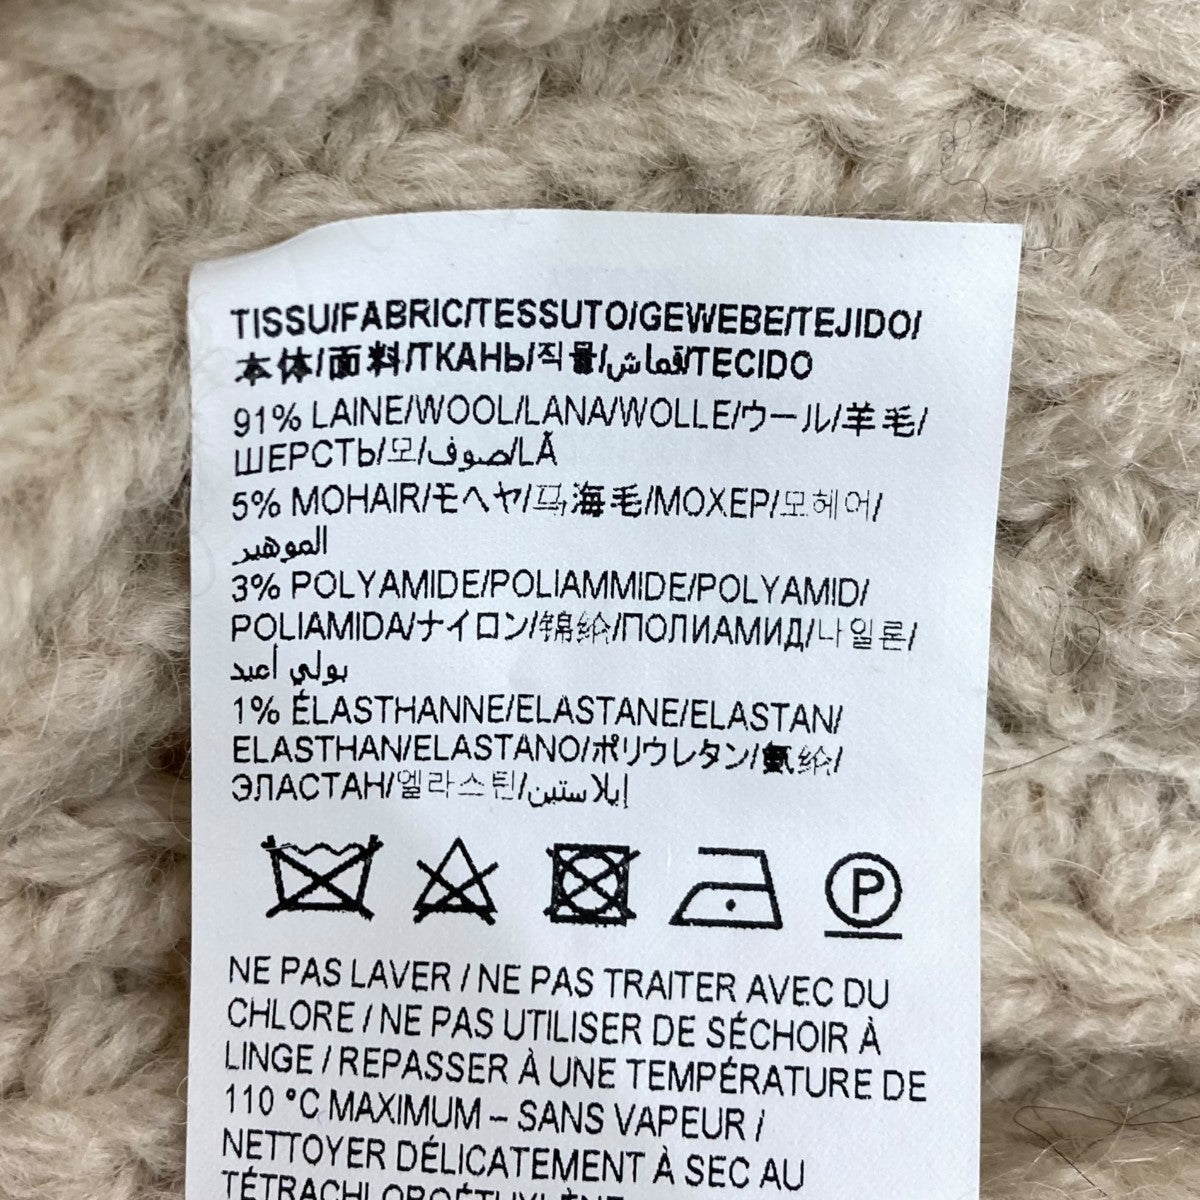 TISSU/FABRIC/TESSUTO/GEWEBE/TEJIDO/
本体/面料/ТКАНЬ/직물/قماش/TECIDO
91% LAINE/WOOL/LANA/WOLLE/ウール/羊毛/
ШЕРСТЬ/모/صوف/LÃ
5% MOHAIR/モヘヤ/马海毛/МОХЕР/모헤어/
الموهير
3% POLYAMIDE/POLIAMMIDE/POLYAMID/
POLIAMIDA/ナイロン/锦纶/ПОЛИАМИД/나일론/
بولي أعيد
1% ÉLASTHANNE/ELASTANE/ELASTAN/
ELASTHAN/ELASTANO/ポリウレタン/氨纶/
ЭЛАСТАН/엘라스틴/إيلاستين
P
NE PAS LAVER / NE PAS TRAITER AVEC DU
CHLORE / NE PAS UTILISER DE SÉCHOIR À
LINGE / REPASSER À UNE TEMPÉRATURE DE
110 °C MAXIMUM – SANS VAPEUR /
NETTOYER DÉLICATEMENT À SEC AU
TÉTRACHLOROÉTHYLÈNE